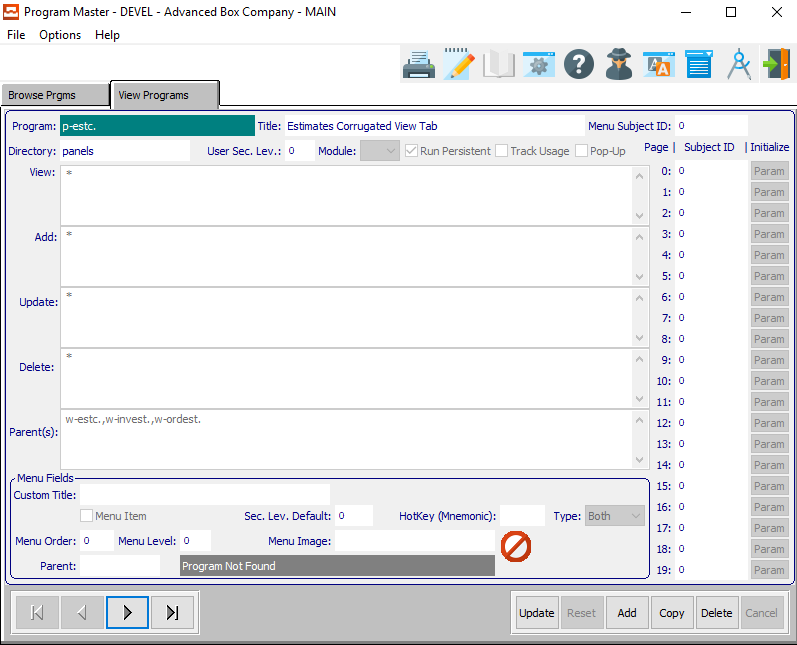 Program Master - DEVEL - Advanced Box Company - MAIN
File Options Help
Browse Prgms View Programs
Program: p-estc. Title: Estimates Corrugated View Tab Menu Subject ID: 0
Directory: panels User Sec. Lev.: 0 Module: Run Persistent Track Usage Pop-Up Page | Subject ID | Initialize
View: *
Add: *
Update: *
Delete: *
Parent(s): w-estc.,w-invest.,w-ordest.
0: 0 Param
1: 0 Param
2: 0 Param
3: 0 Param
4: 0 Param
5: 0 Param
6: 0 Param
7: 0 Param
8: 0 Param
9: 0 Param
10: 0 Param
11: 0 Param
12: 0 Param
13: 0 Param
14: 0 Param
15: 0 Param
16: 0 Param
17: 0 Param
18: 0 Param
19: 0 Param
Menu Fields
Custom Title:
Menu Item Sec. Lev. Default: 0 HotKey (Mnemonic): Type: Both
Menu Order: 0 Menu Level: 0 Menu Image:
Parent: Program Not Found
Update Reset Add Copy Delete Cancel